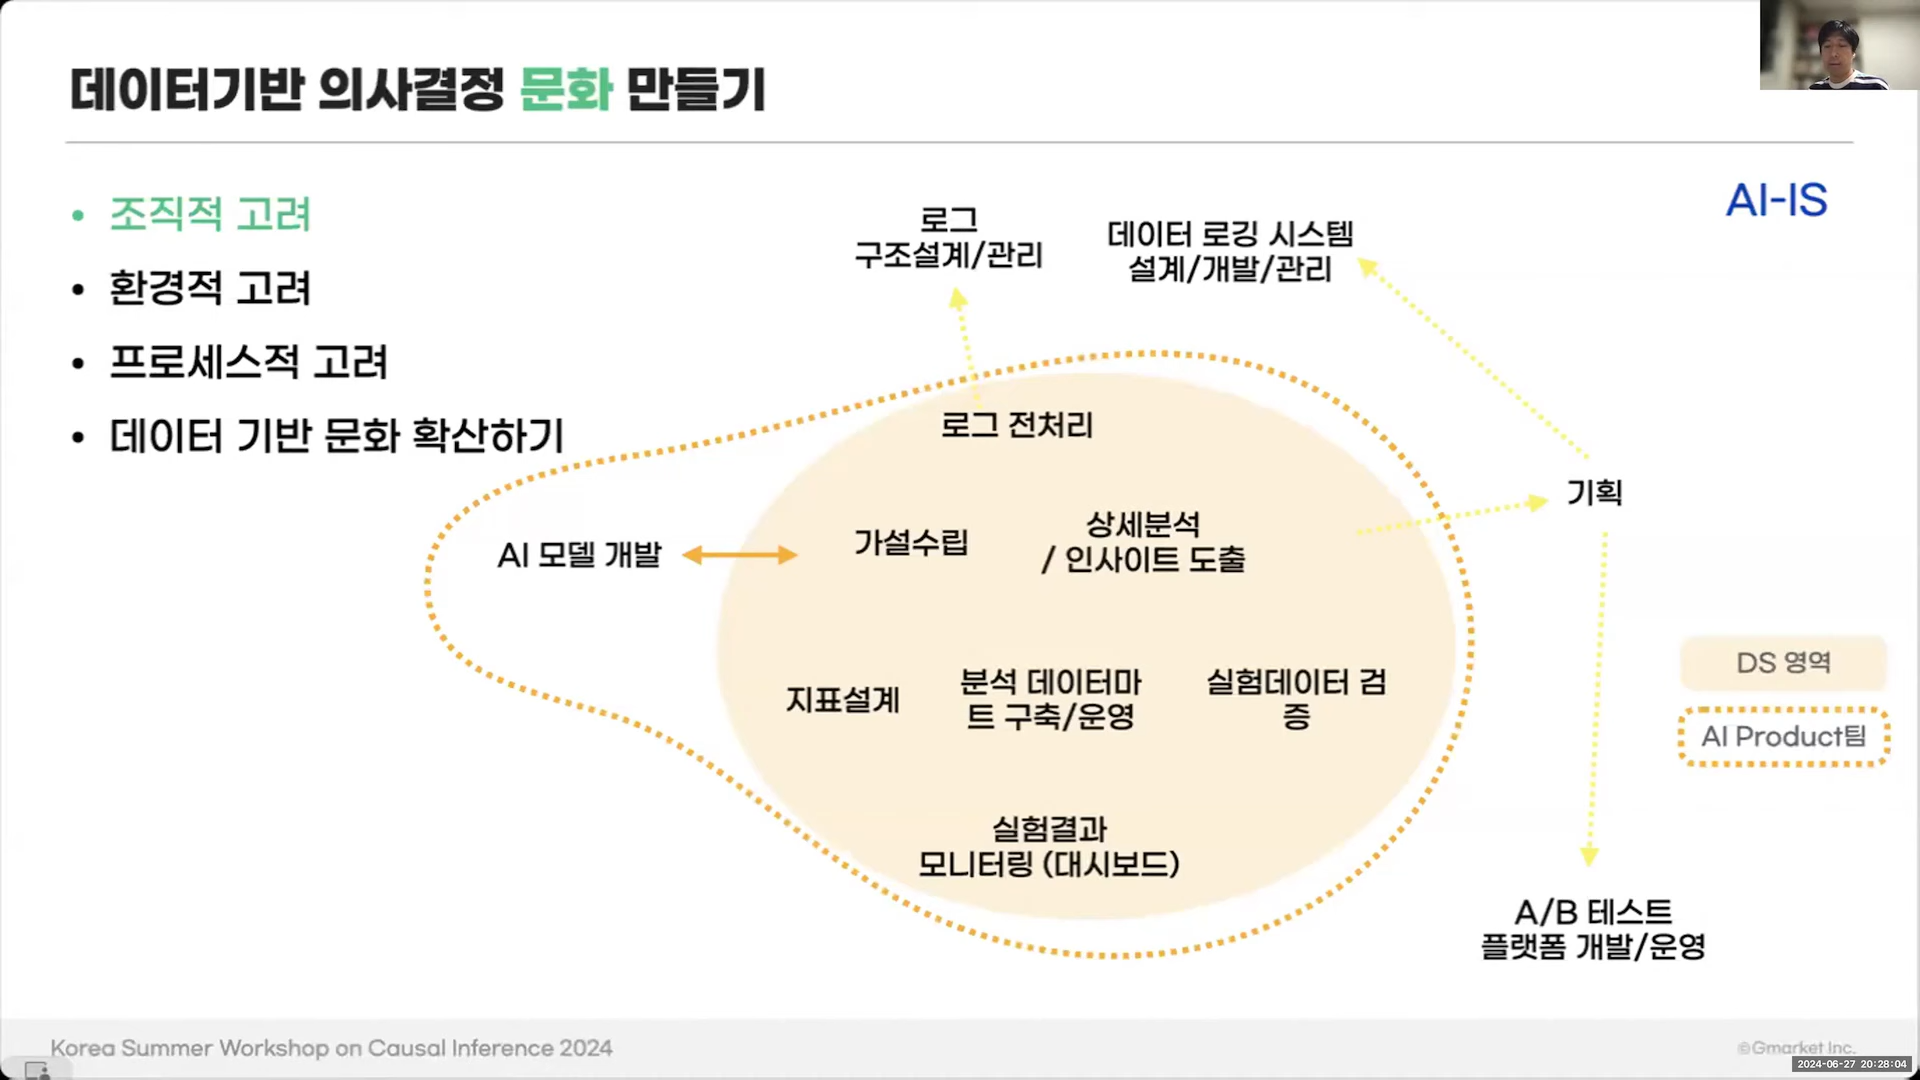 데이터기반 의사결정 문화 만들기
AI-IS
• 조직적 고려
• 환경적 고려
• 프로세스적 고려
• 데이터 기반 문화 확산하기
로그
구조설계/관리
데이터 로깅 시스템
설계/개발/관리
로그 전처리
기획
AI 모델 개발
가설수립
상세분석
/ 인사이트 도출
지표설계
분석 데이터마
트 구축/운영
실험데이터 검
증
실험결과
모니터링 (대시보드)
DS 영역
AI Product팀
A/B 테스트
플랫폼 개발/운영
Korea Summer Workshop on Causal Inference 2024
©Gmarket Inc.
2024-06-27 20:28:04